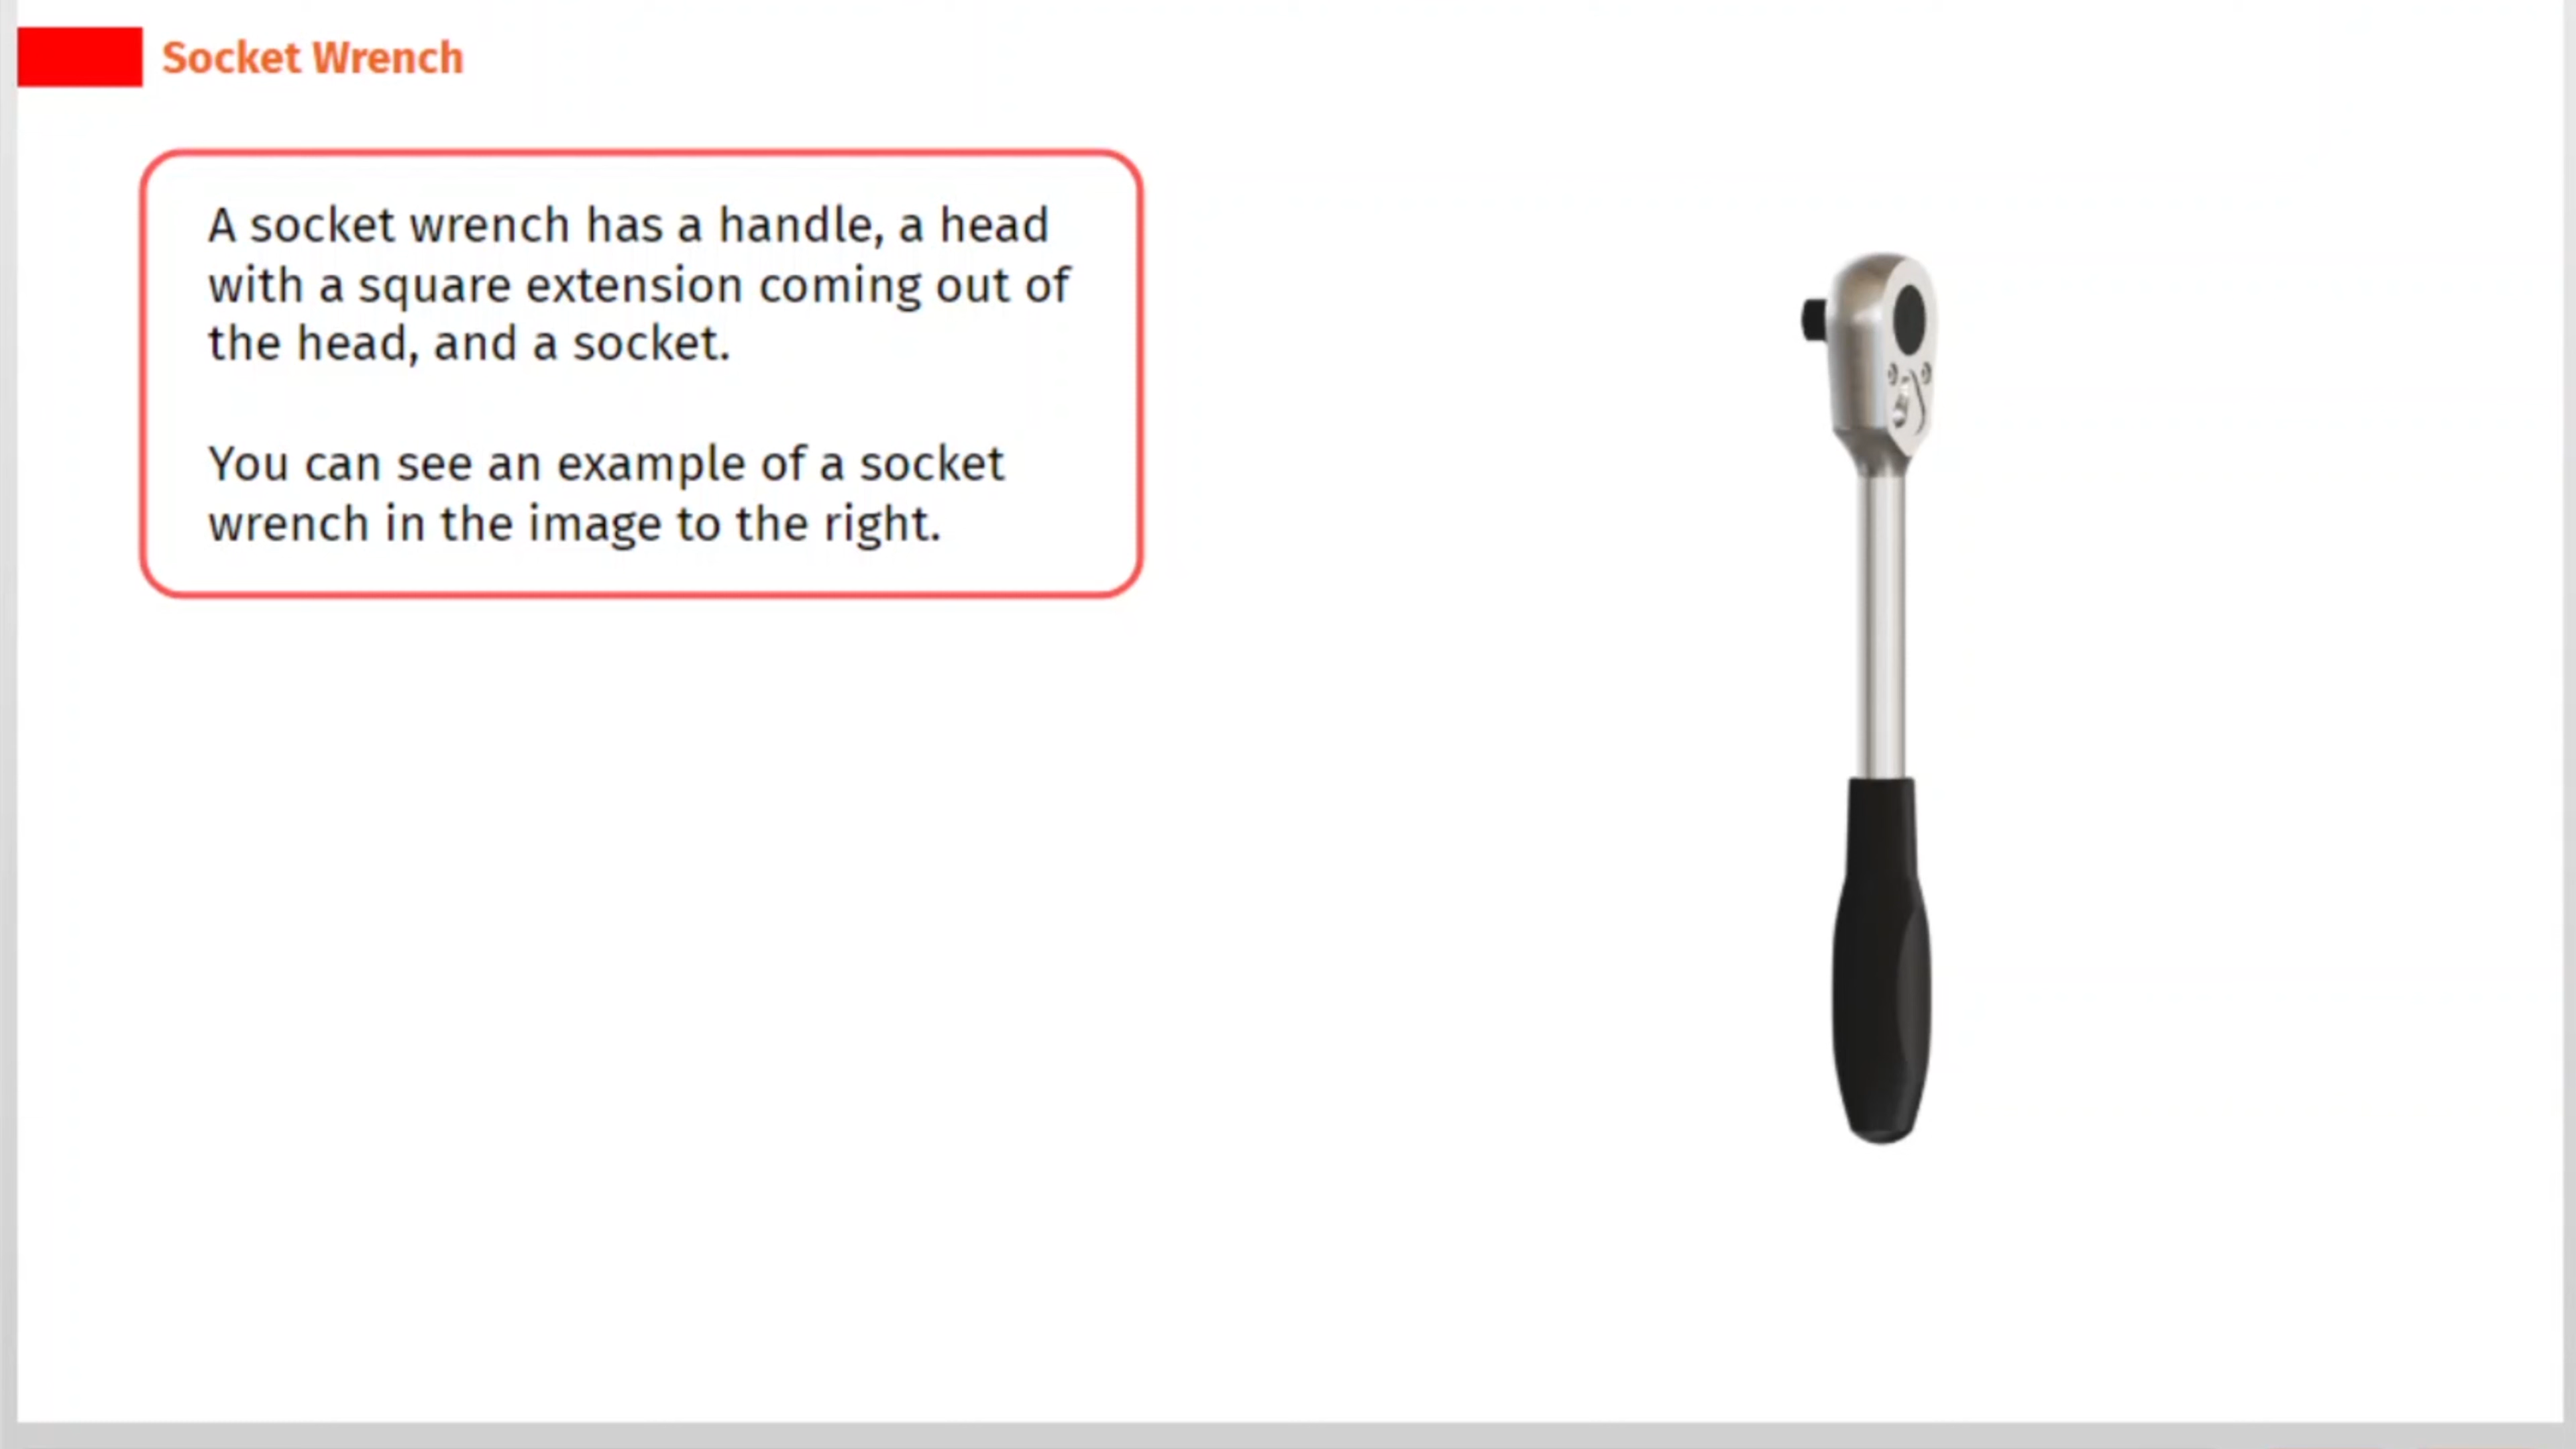 Socket Wrench
A socket wrench has a handle, a head
with a square extension coming out of
the head, and a socket.
You can see an example of a socket
wrench in the image to the right.